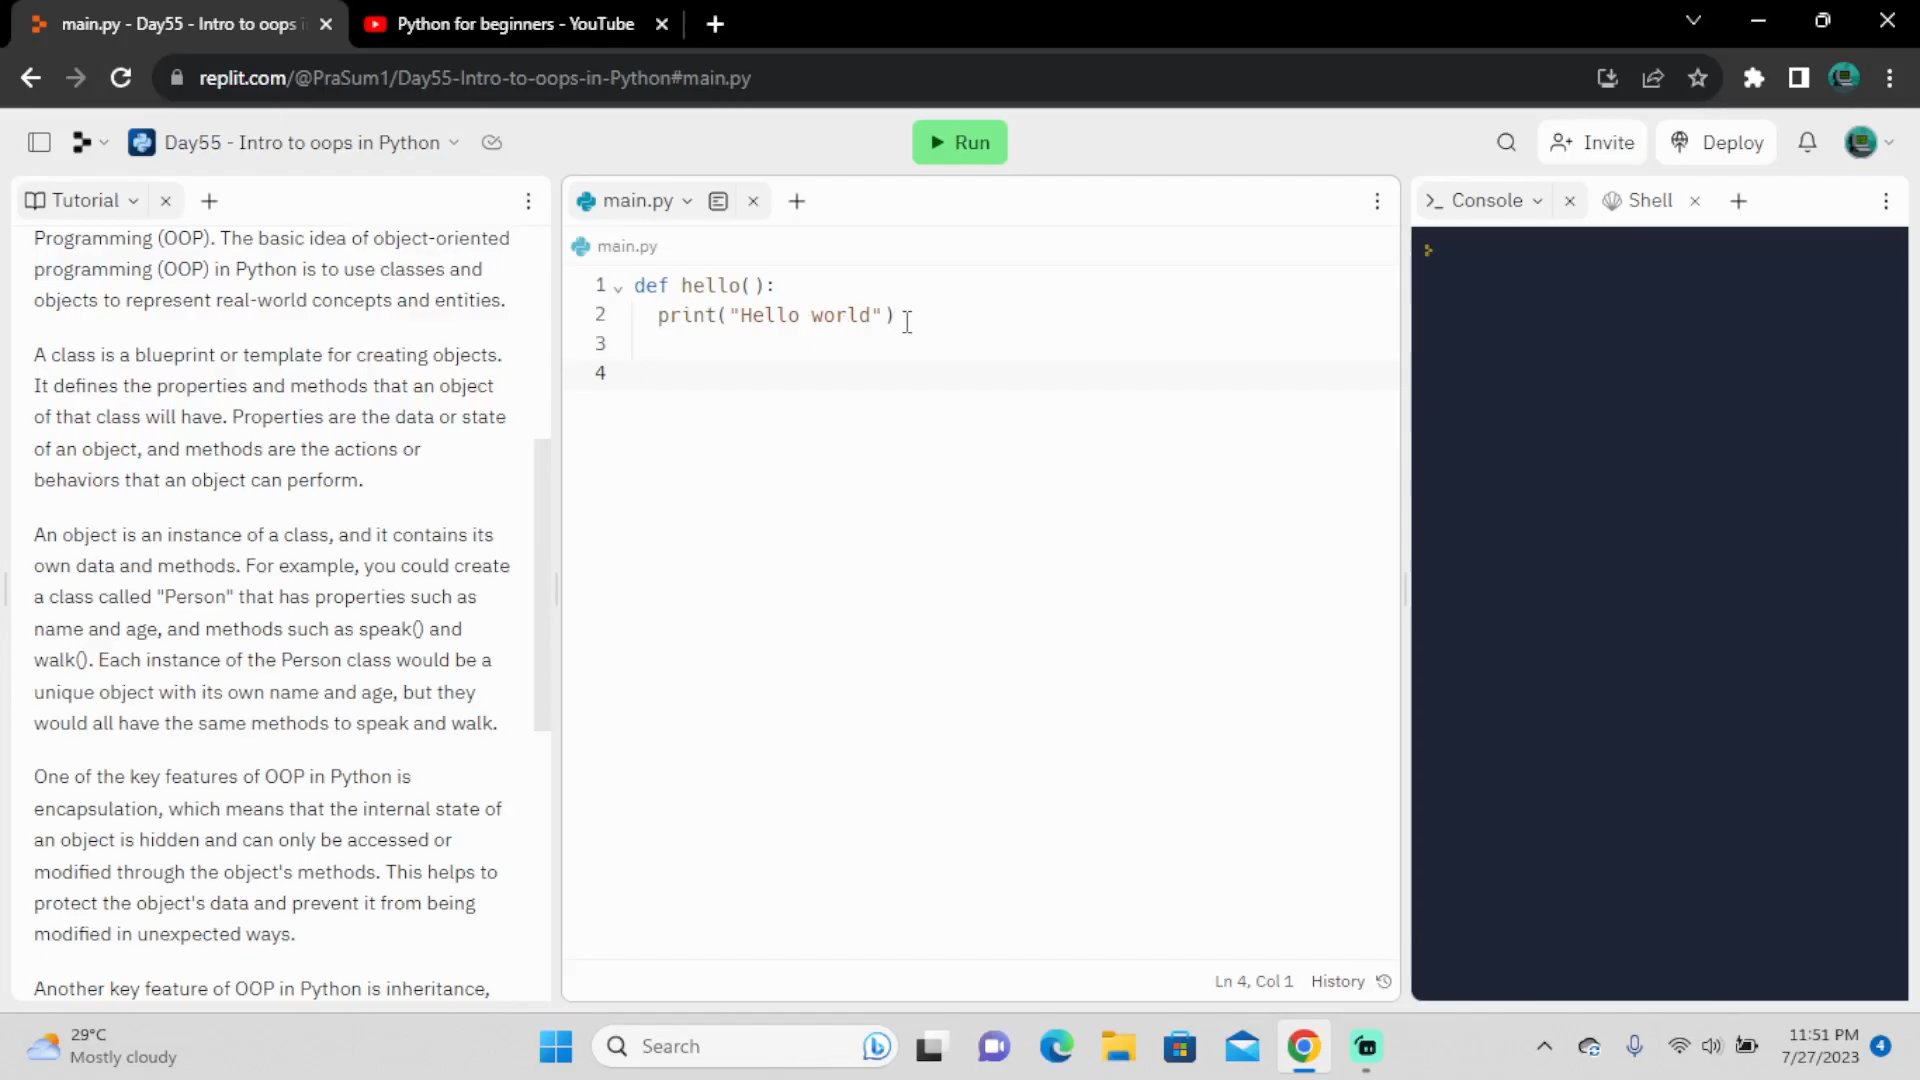 main.py - Day55 - Intro to oops i
Python for beginners - YouTube
replit.com/@PraSum1/Day55-Intro-to-oops-in-Python#main.py
Day55 - Intro to oops in Python
Run
Invite
Deploy
Tutorial
main.py
Console
Shell
Programming (OOP). The basic idea of object-oriented
programming (OOP) in Python is to use classes and
objects to represent real-world concepts and entities.
A class is a blueprint or template for creating objects.
It defines the properties and methods that an object
of that class will have. Properties are the data or state
of an object, and methods are the actions or
behaviors that an object can perform.
An object is an instance of a class, and it contains its
own data and methods. For example, you could create
a class called "Person" that has properties such as
name and age, and methods such as speak() and
walk(). Each instance of the Person class would be a
unique object with its own name and age, but they
would all have the same methods to speak and walk.
One of the key features of OOP in Python is
encapsulation, which means that the internal state of
an object is hidden and can only be accessed or
modified through the object's methods. This helps to
protect the object's data and prevent it from being
modified in unexpected ways.
Another key feature of OOP in Python is inheritance,
main.py
1 def hello():
2 print("Hello world")
3
4
Ln 4, Col 1 History
29°C
Mostly cloudy
Search
11:51 PM
7/27/2023
4